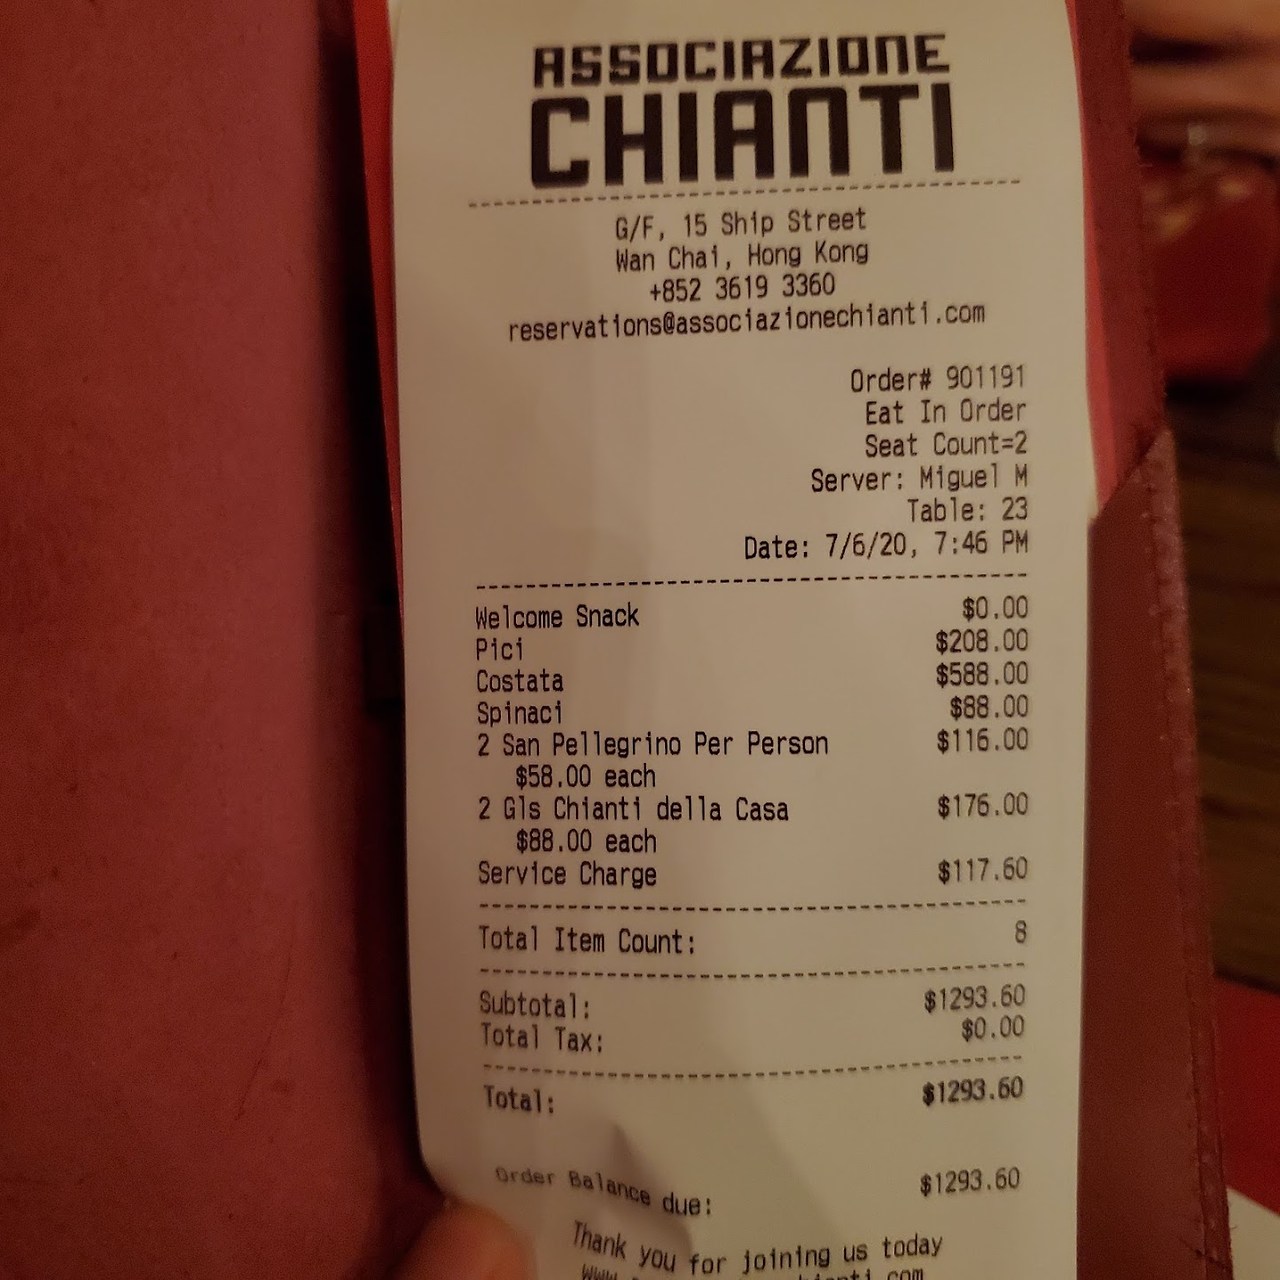 ASSOCIAZIONE
CHIANTI
G/F, 15 Ship Street
Wan Chai, Hong Kong
+852 3619 3360
reservations@associazionechianti.com
Order# 901191
Eat In Order
Seat Count=2
Server: Miguel M
Table: 23
Date: 7/6/20, 7:46 PM
Welcome Snack $0.00
Pici $208.00
Costata $588.00
Spinaci $88.00
2 San Pellegrino Per Person $116.00
$58.00 each
2 Gls Chianti della Casa $176.00
$88.00 each
Service Charge $117.60
Total Item Count: 8
Subtotal: $1293.60
Total Tax: $0.00
Total: $1293.60
Order Balance due: $1293.60
Thank you for joining us today